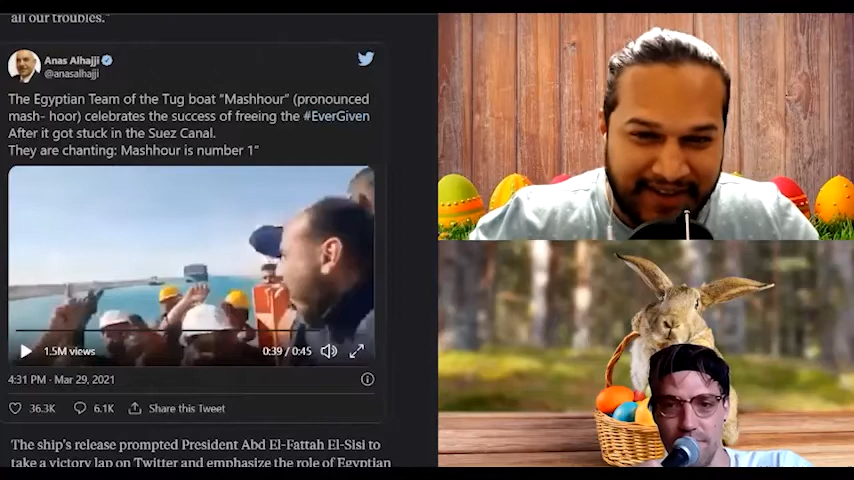 all our troubles."
Anas Alhajji
@anasalhajji
The Egyptian Team of the Tug boat "Mashhour" (pronounced
mash- hoor) celebrates the success of freeing the #EverGiven
After it got stuck in the Suez Canal.
They are chanting: Mashhour is number 1"
1.5M views
0:39 / 0:45
4:31 PM · Mar 29, 2021
36.3K
6.1K
Share this Tweet
The ship's release prompted President Abd El-Fattah El-Sisi to
take a victory lap on Twitter and emphasize the role of Egyptian